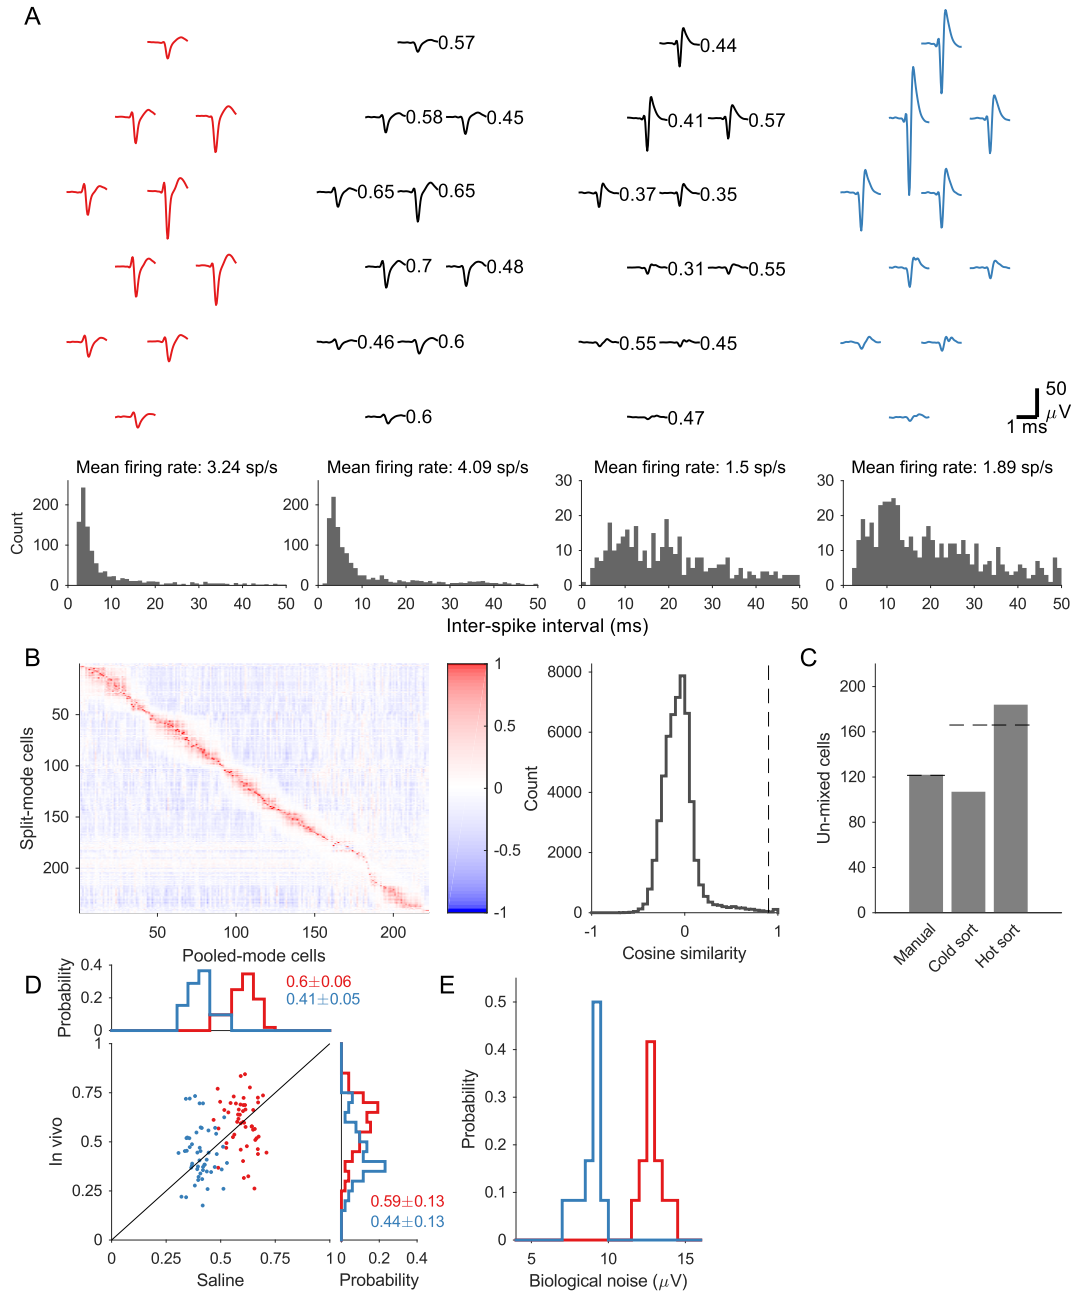 A
0.57
0.44
0.58 0.45
0.41 0.57
0.65 0.65
0.37 0.35
0.7 0.48
0.31 0.55
0.46 0.6
0.55 0.45
0.6
0.47
50
μV
1 ms
Mean firing rate: 3.24 sp/s
Mean firing rate: 4.09 sp/s
Mean firing rate: 1.5 sp/s
Mean firing rate: 1.89 sp/s
Count
200
100
0
0 10 20 30 40 50
200
100
0
0 10 20 30 40 50
30
20
10
0
0 10 20 30 40 50
30
20
10
0
0 10 20 30 40 50
Inter-spike interval (ms)
B
Split-mode cells
50
100
150
200
50 100 150 200
Pooled-mode cells
1
0.5
0
-0.5
-1
Count
8000
6000
4000
2000
0
-1 0 1
Cosine similarity
C
Un-mixed cells
200
160
120
80
40
0
Manual
Cold sort
Hot sort
D
Probability
0.4
0.2
0
0.6±0.06
0.41±0.05
In vivo
1
0.75
0.5
0.25
0
0 0.25 0.5 0.75 1
Saline
0.59±0.13
0.44±0.13
0 0.2 0.4
Probability
E
Probability
0.5
0.4
0.3
0.2
0.1
0
5 10 15
Biological noise (μV)